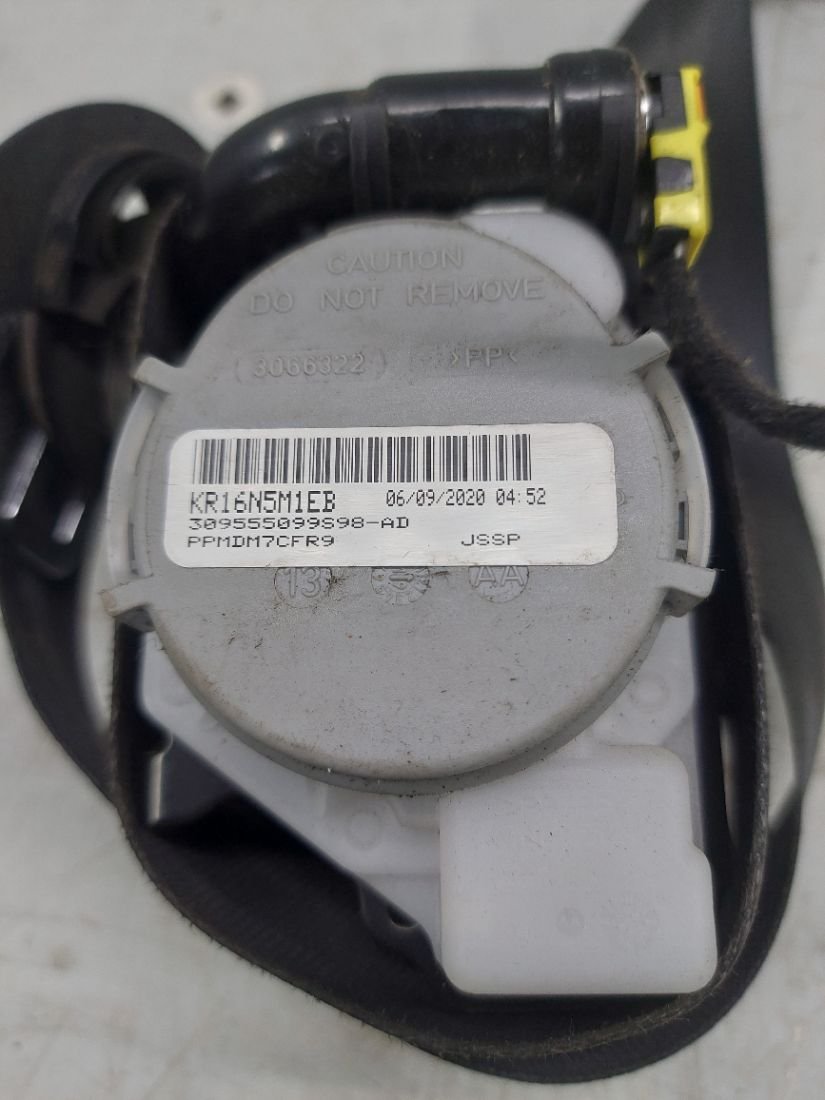 CAUTION
DO NOT REMOVE
(3066322) >PP<
KR16N5M1EB 06/09/2020 04:52
309555099S98-AD
PPMDM7CFR9 JSSP
13 AA